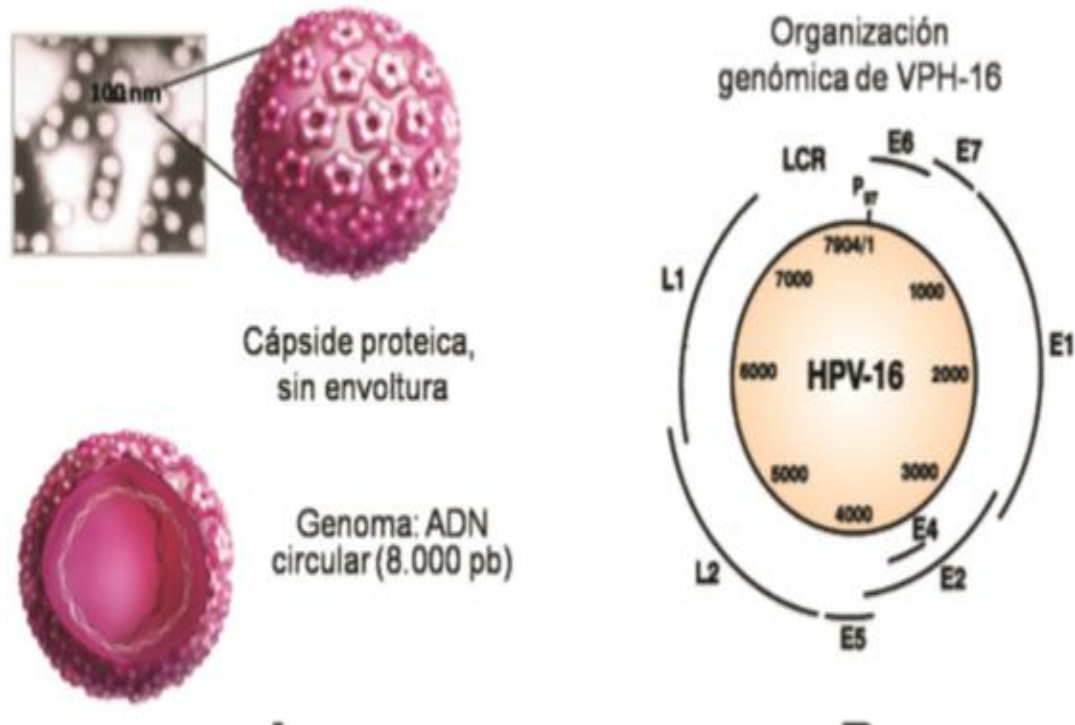 100 nm
Cápside proteica,
sin envoltura
Genoma: ADN
circular (8.000 pb)
Organización
genómica de VPH-16
LCR
E6
E7
P97
7904/1
7000
1000
L1
E1
6000
HPV-16
2000
5000
3000
4000
E4
L2
E2
E5